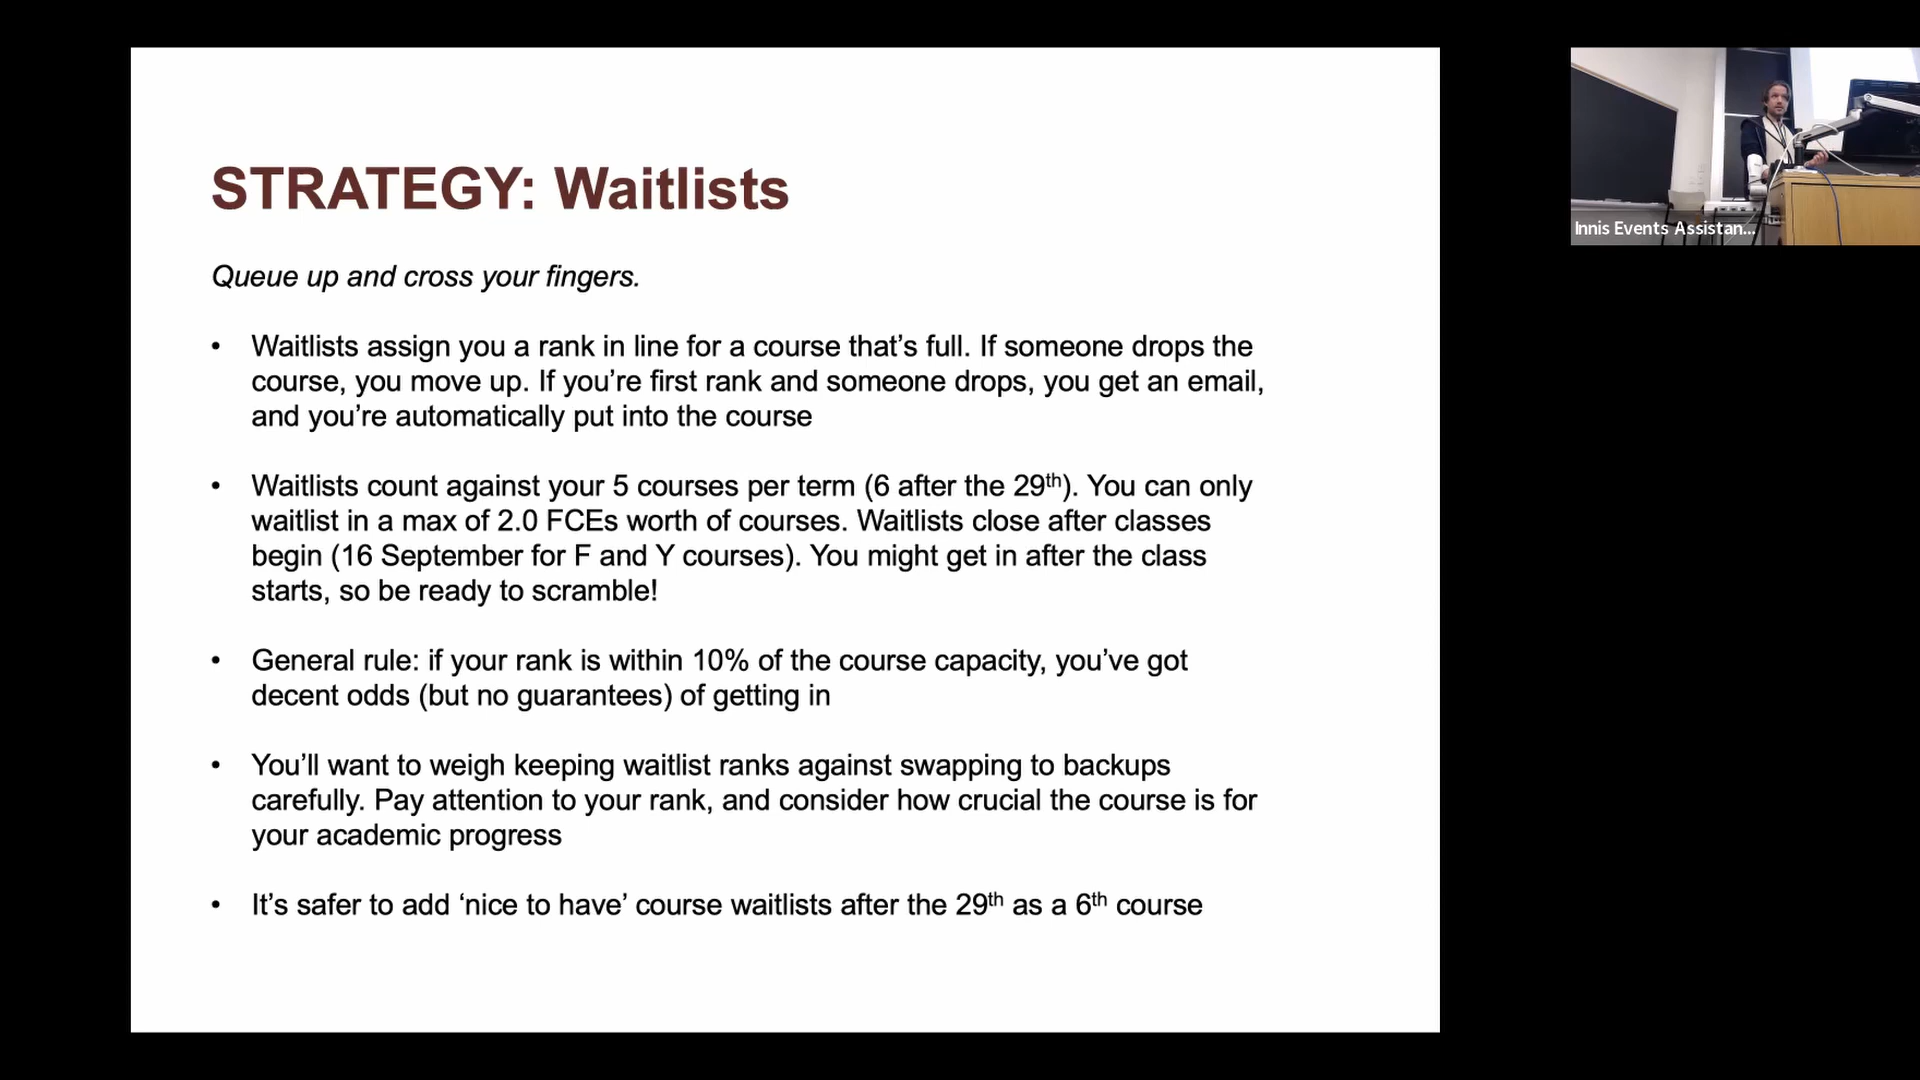 STRATEGY: Waitlists
Queue up and cross your fingers.
• Waitlists assign you a rank in line for a course that’s full. If someone drops the
course, you move up. If you’re first rank and someone drops, you get an email,
and you’re automatically put into the course
• Waitlists count against your 5 courses per term (6 after the 29th). You can only
waitlist in a max of 2.0 FCEs worth of courses. Waitlists close after classes
begin (16 September for F and Y courses). You might get in after the class
starts, so be ready to scramble!
• General rule: if your rank is within 10% of the course capacity, you’ve got
decent odds (but no guarantees) of getting in
• You’ll want to weigh keeping waitlist ranks against swapping to backups
carefully. Pay attention to your rank, and consider how crucial the course is for
your academic progress
• It’s safer to add ‘nice to have’ course waitlists after the 29th as a 6th course
Innis Events Assistan...